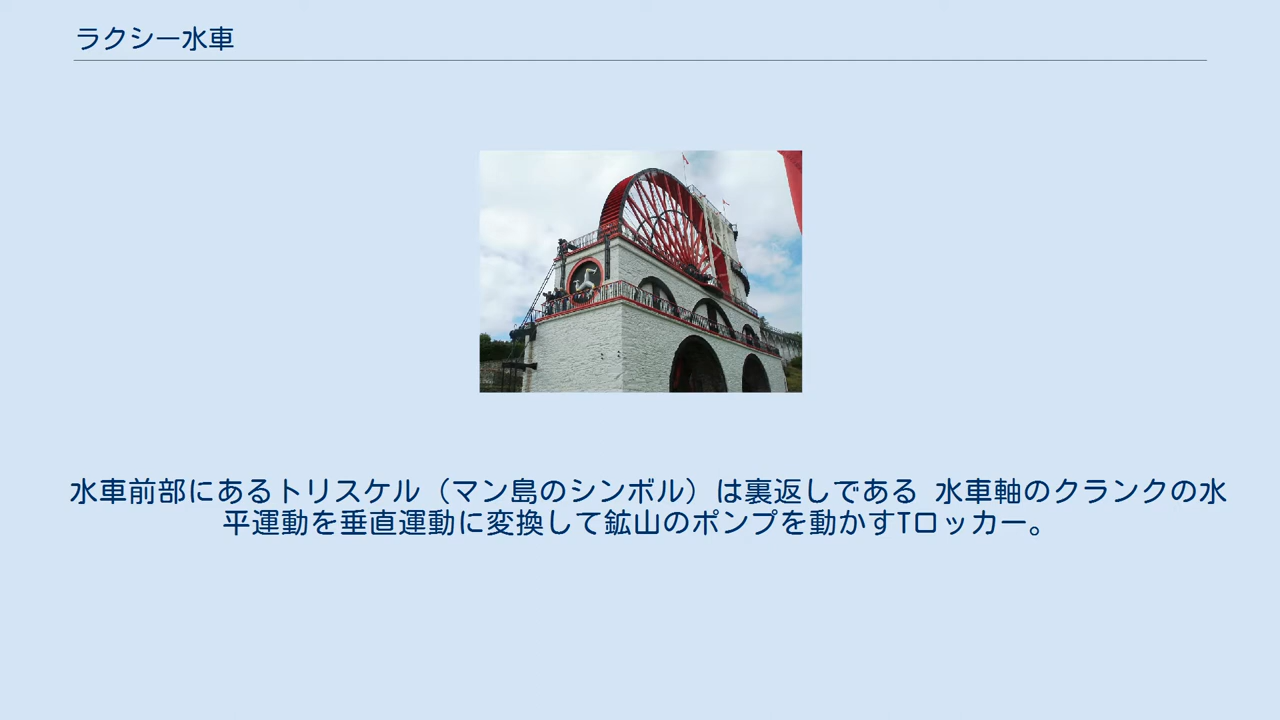 ラクシー水車
水車前部にあるトリスケル（マン島のシンボル）は裏返しである 水車軸のクランクの水
平運動を垂直運動に変換して鉱山のポンプを動かすTロッカー。